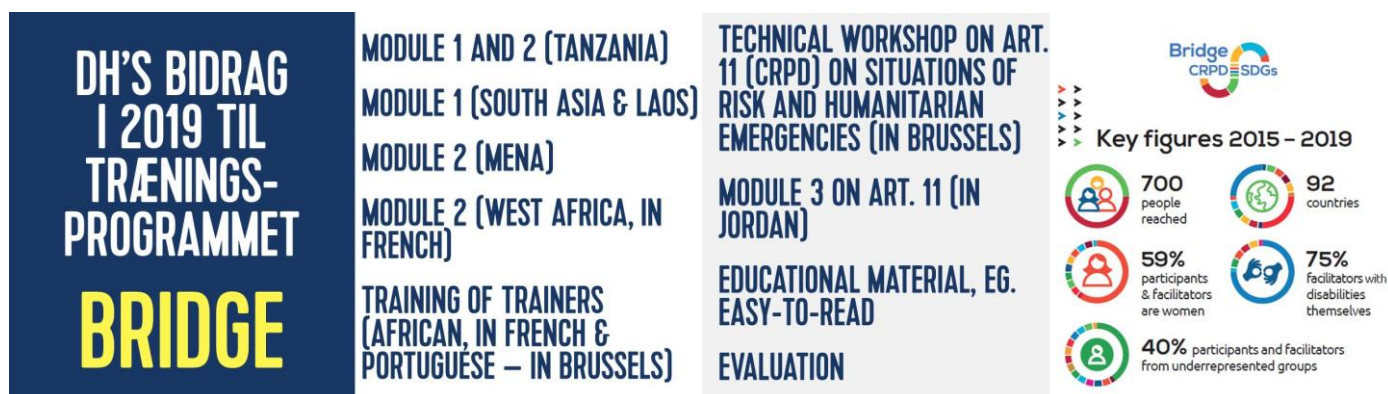 DH'S BIDRAG
I 2019 TIL
TRÆNINGS-
PROGRAMMET
BRIDGE
MODULE 1 AND 2 (TANZANIA)
MODULE 1 (SOUTH ASIA & LAOS)
MODULE 2 (MENA)
MODULE 2 (WEST AFRICA, IN
FRENCH)
TRAINING OF TRAINERS
(AFRICAN, IN FRENCH &
PORTUGUESE – IN BRUSSELS)
TECHNICAL WORKSHOP ON ART.
11 (CRPD) ON SITUATIONS OF
RISK AND HUMANITARIAN
EMERGENCIES (IN BRUSSELS)
MODULE 3 ON ART. 11 (IN
JORDAN)
EDUCATIONAL MATERIAL, EG.
EASY-TO-READ
EVALUATION
Bridge
CRPD SDGs
Key figures 2015 – 2019
700
people
reached
92
countries
59%
participants
& facilitators
are women
75%
facilitators with
disabilities
themselves
40% participants and facilitators
from underrepresented groups